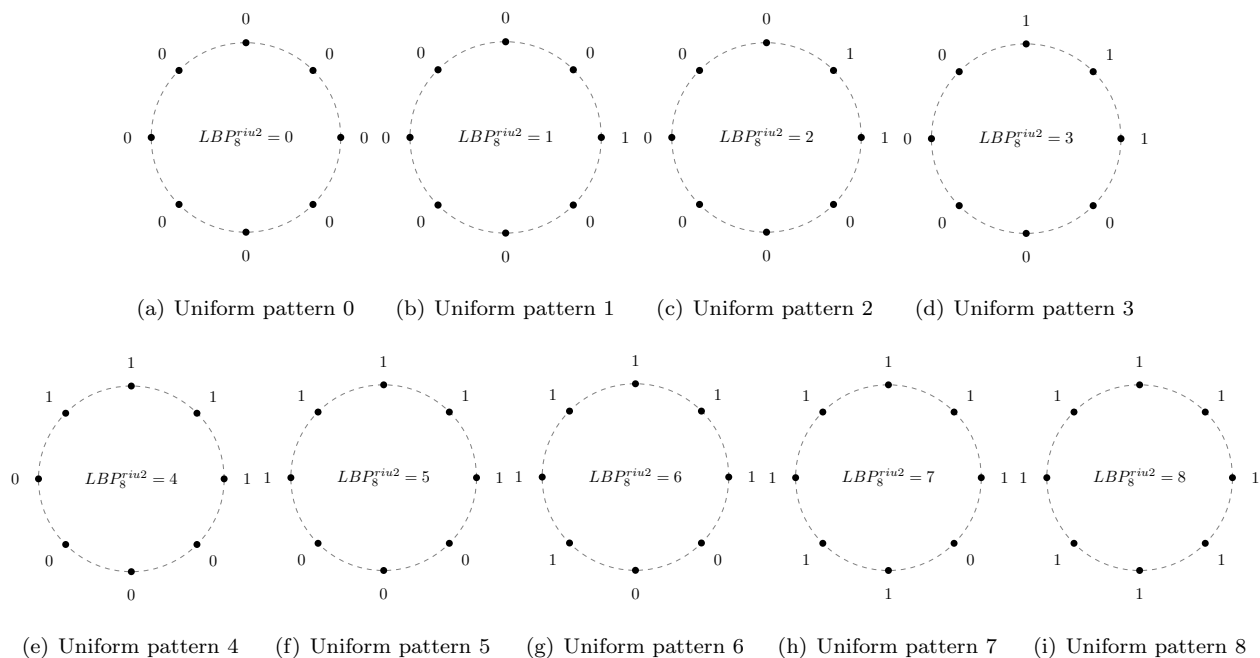 0 0 0 1
0 0 0 0 0 1 0 1
0 LBP_8^{riu2} = 0 0 0 LBP_8^{riu2} = 1 1 0 LBP_8^{riu2} = 2 1 0 LBP_8^{riu2} = 3 1
0 0 0 0 0 0 0 0
0 0 0 0
(a) Uniform pattern 0 (b) Uniform pattern 1 (c) Uniform pattern 2 (d) Uniform pattern 3
1 1 1 1 1
1 1 1 1 1 1 1 1 1 1
0 LBP_8^{riu2} = 4 1 1 LBP_8^{riu2} = 5 1 1 LBP_8^{riu2} = 6 1 1 LBP_8^{riu2} = 7 1 1 LBP_8^{riu2} = 8 1
0 0 0 0 1 0 1 0 1 1
0 0 0 1 1
(e) Uniform pattern 4 (f) Uniform pattern 5 (g) Uniform pattern 6 (h) Uniform pattern 7 (i) Uniform pattern 8